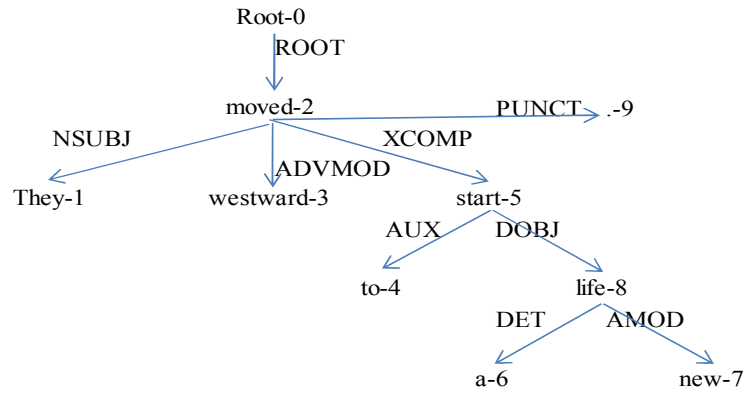 Root-0
ROOT
moved-2 PUNCT .-9
NSUBJ XCOMP
ADVMOD
They-1 westward-3 start-5
AUX DOBJ
to-4 life-8
DET AMOD
a-6 new-7